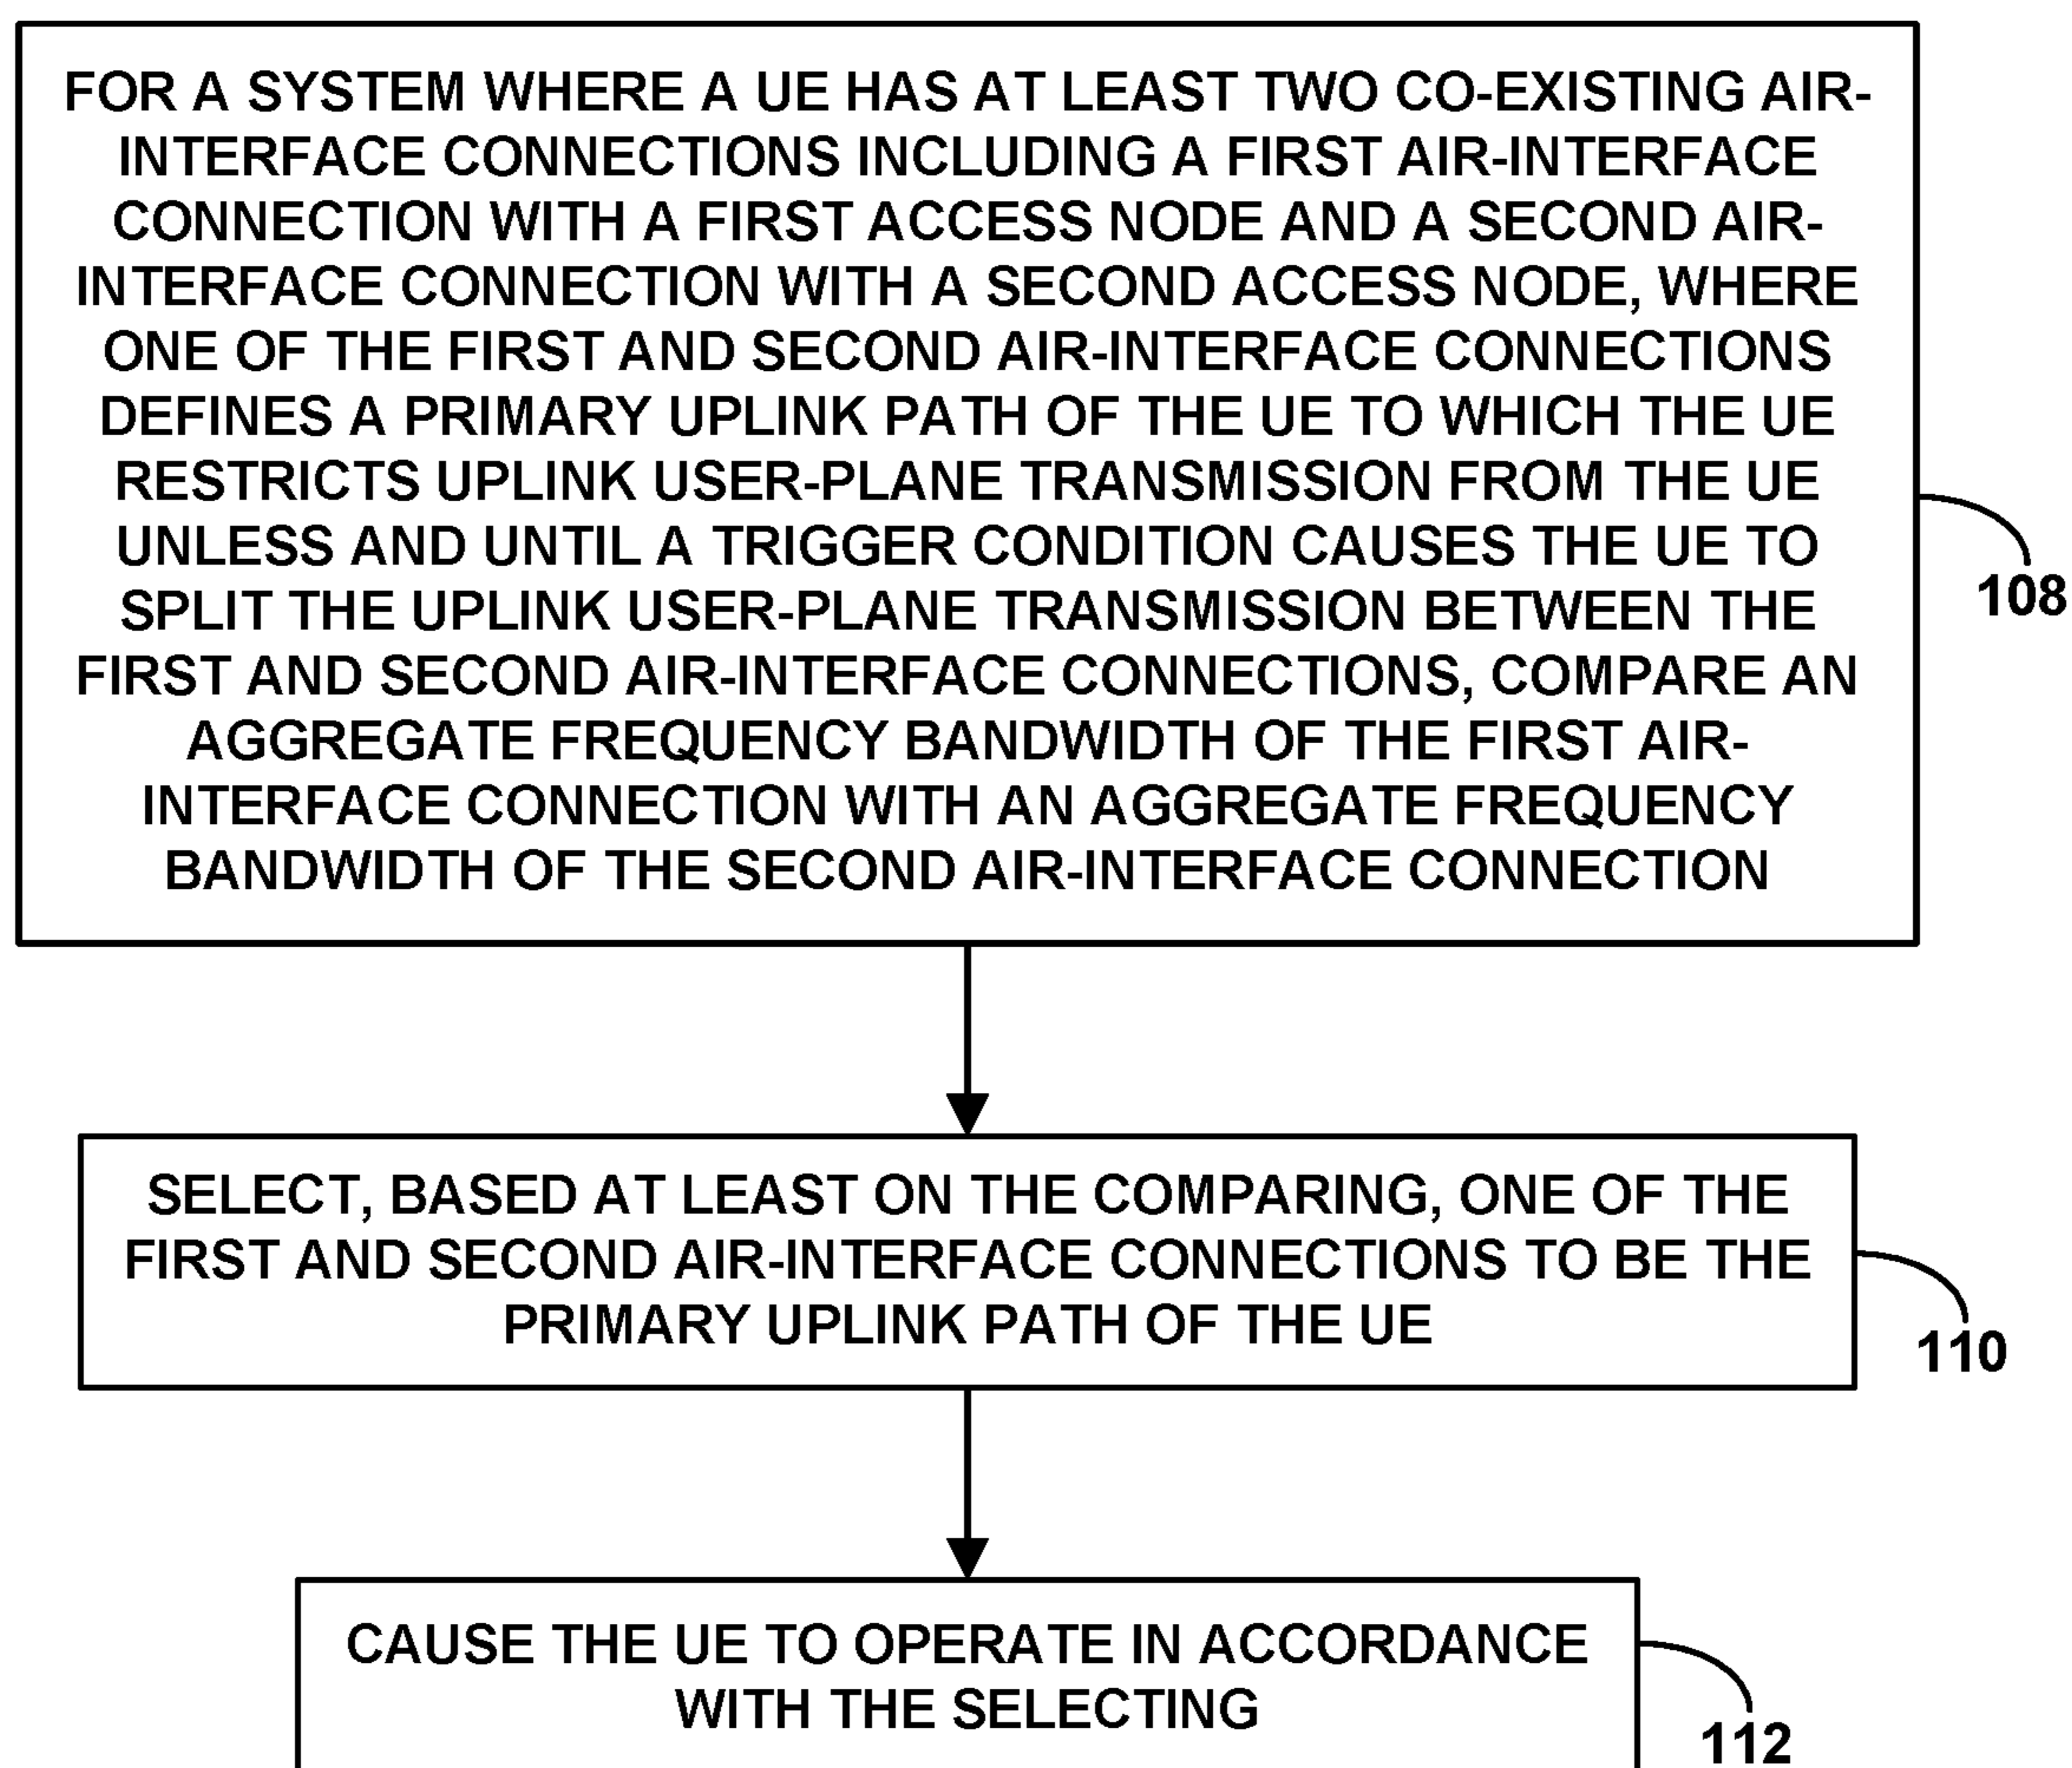 FOR A SYSTEM WHERE A UE HAS AT LEAST TWO CO-EXISTING AIR-
INTERFACE CONNECTIONS INCLUDING A FIRST AIR-INTERFACE
CONNECTION WITH A FIRST ACCESS NODE AND A SECOND AIR-
INTERFACE CONNECTION WITH A SECOND ACCESS NODE, WHERE
ONE OF THE FIRST AND SECOND AIR-INTERFACE CONNECTIONS
DEFINES A PRIMARY UPLINK PATH OF THE UE TO WHICH THE UE
RESTRICTS UPLINK USER-PLANE TRANSMISSION FROM THE UE
UNLESS AND UNTIL A TRIGGER CONDITION CAUSES THE UE TO
SPLIT THE UPLINK USER-PLANE TRANSMISSION BETWEEN THE
FIRST AND SECOND AIR-INTERFACE CONNECTIONS, COMPARE AN
AGGREGATE FREQUENCY BANDWIDTH OF THE FIRST AIR-
INTERFACE CONNECTION WITH AN AGGREGATE FREQUENCY
BANDWIDTH OF THE SECOND AIR-INTERFACE CONNECTION
108
SELECT, BASED AT LEAST ON THE COMPARING, ONE OF THE
FIRST AND SECOND AIR-INTERFACE CONNECTIONS TO BE THE
PRIMARY UPLINK PATH OF THE UE
110
CAUSE THE UE TO OPERATE IN ACCORDANCE
WITH THE SELECTING
112